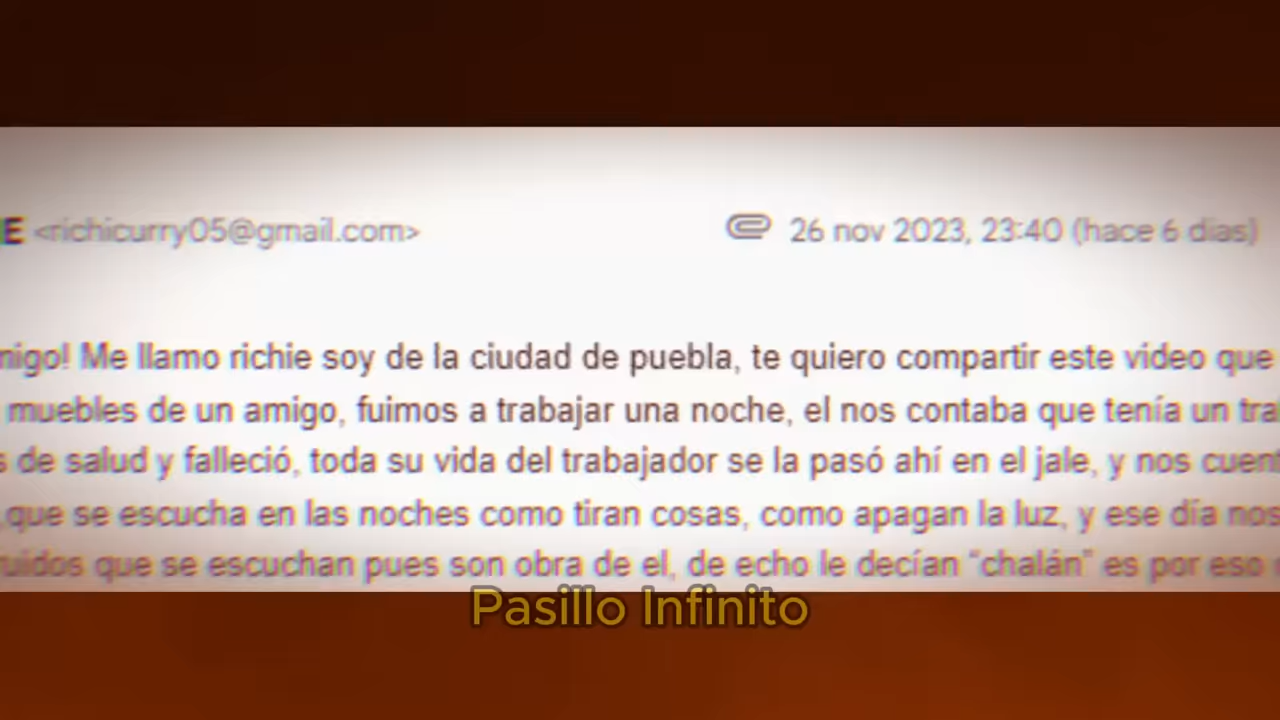 E <richicurry05@gmail.com> 26 nov 2023, 23:40 (hace 6 días)
migo! Me llamo richie soy de la ciudad de puebla, te quiero compartir este vídeo que
muebles de un amigo, fuimos a trabajar una noche, el nos contaba que tenía un tra
s de salud y falleció, toda su vida del trabajador se la pasó ahí en el jale, y nos cuent
,que se escucha en las noches como tiran cosas, como apagan la luz, y ese día nos
ruidos que se escuchan pues son obra de el, de echo le decían "chalán" es por eso
Pasillo Infinito